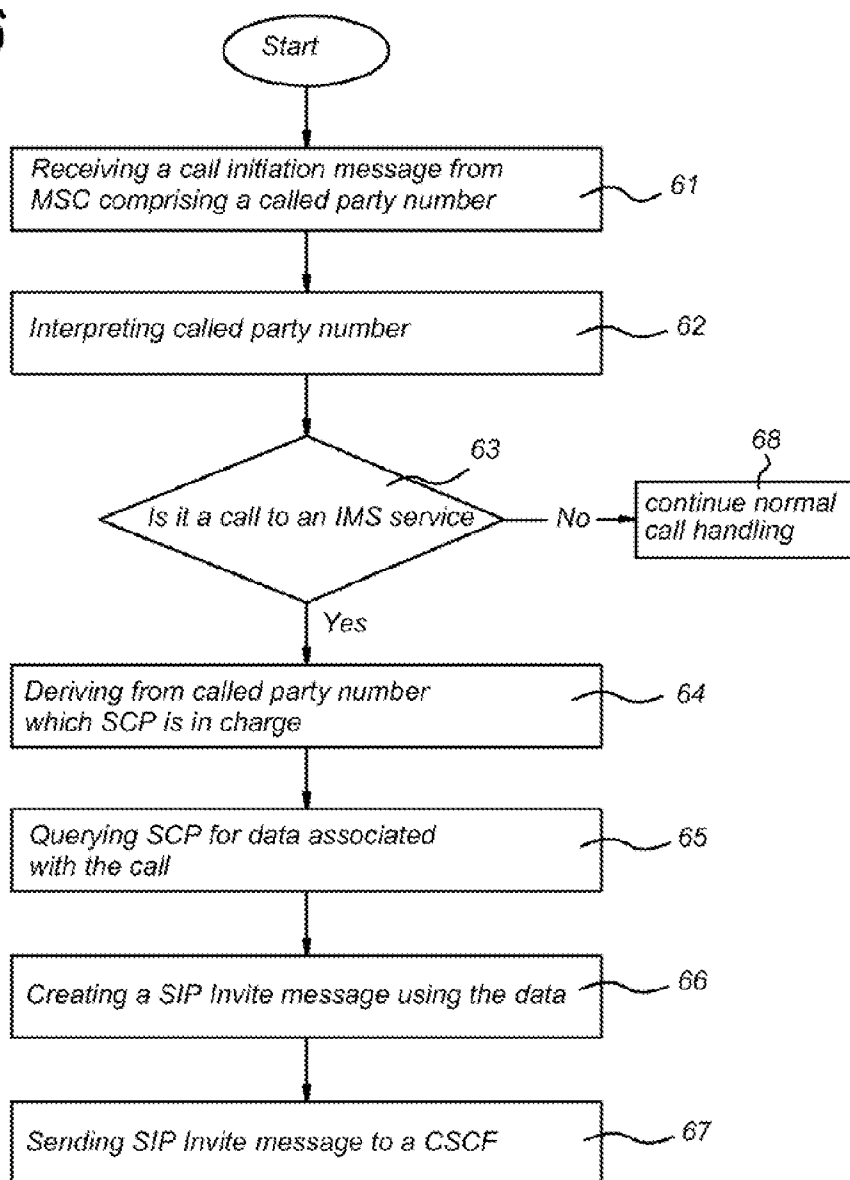 Start
Receiving a call initiation message from
MSC comprising a called party number
61
Interpreting called party number
62
63
Is it a call to an IMS service
No
68
continue normal
call handling
Yes
Deriving from called party number
which SCP is in charge
64
Querying SCP for data associated
with the call
65
Creating a SIP Invite message using the data
66
Sending SIP Invite message to a CSCF
67